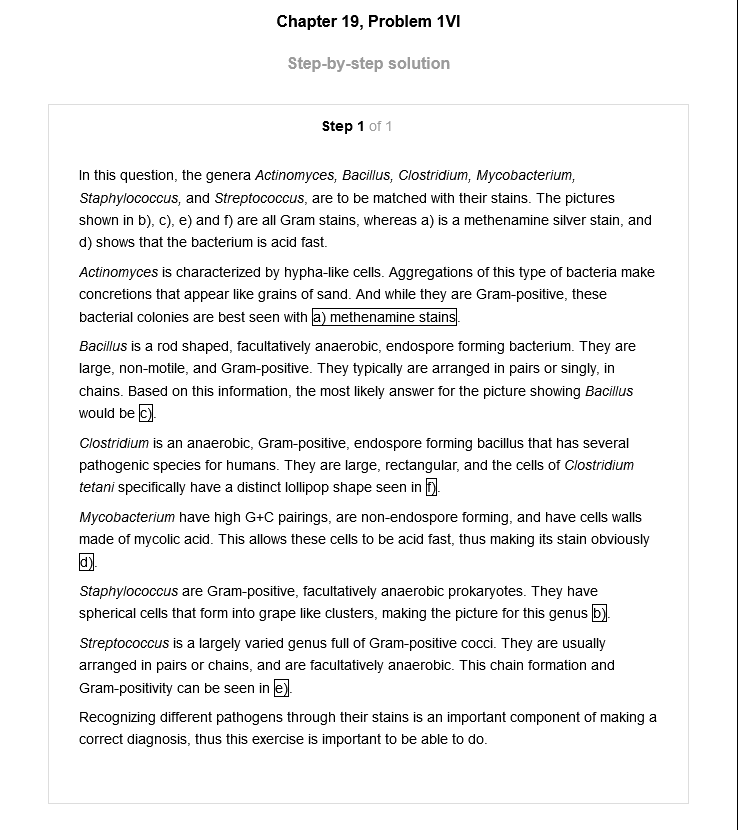 Chapter 19, Problem 1VI
Step-by-step solution
Step 1 of 1
In this question, the genera Actinomyces, Bacillus, Clostridium, Mycobacterium,
Staphylococcus, and Streptococcus, are to be matched with their stains. The pictures
shown in b), c), e) and f) are all Gram stains, whereas a) is a methenamine silver stain, and
d) shows that the bacterium is acid fast.
Actinomyces is characterized by hypha-like cells. Aggregations of this type of bacteria make
concretions that appear like grains of sand. And while they are Gram-positive, these
bacterial colonies are best seen with a) methenamine stains.
Bacillus is a rod shaped, facultatively anaerobic, endospore forming bacterium. They are
large, non-motile, and Gram-positive. They typically are arranged in pairs or singly, in
chains. Based on this information, the most likely answer for the picture showing Bacillus
would be c).
Clostridium is an anaerobic, Gram-positive, endospore forming bacillus that has several
pathogenic species for humans. They are large, rectangular, and the cells of Clostridium
tetani specifically have a distinct lollipop shape seen in f).
Mycobacterium have high G+C pairings, are non-endospore forming, and have cells walls
made of mycolic acid. This allows these cells to be acid fast, thus making its stain obviously
d).
Staphylococcus are Gram-positive, facultatively anaerobic prokaryotes. They have
spherical cells that form into grape like clusters, making the picture for this genus b).
Streptococcus is a largely varied genus full of Gram-positive cocci. They are usually
arranged in pairs or chains, and are facultatively anaerobic. This chain formation and
Gram-positivity can be seen in e).
Recognizing different pathogens through their stains is an important component of making a
correct diagnosis, thus this exercise is important to be able to do.